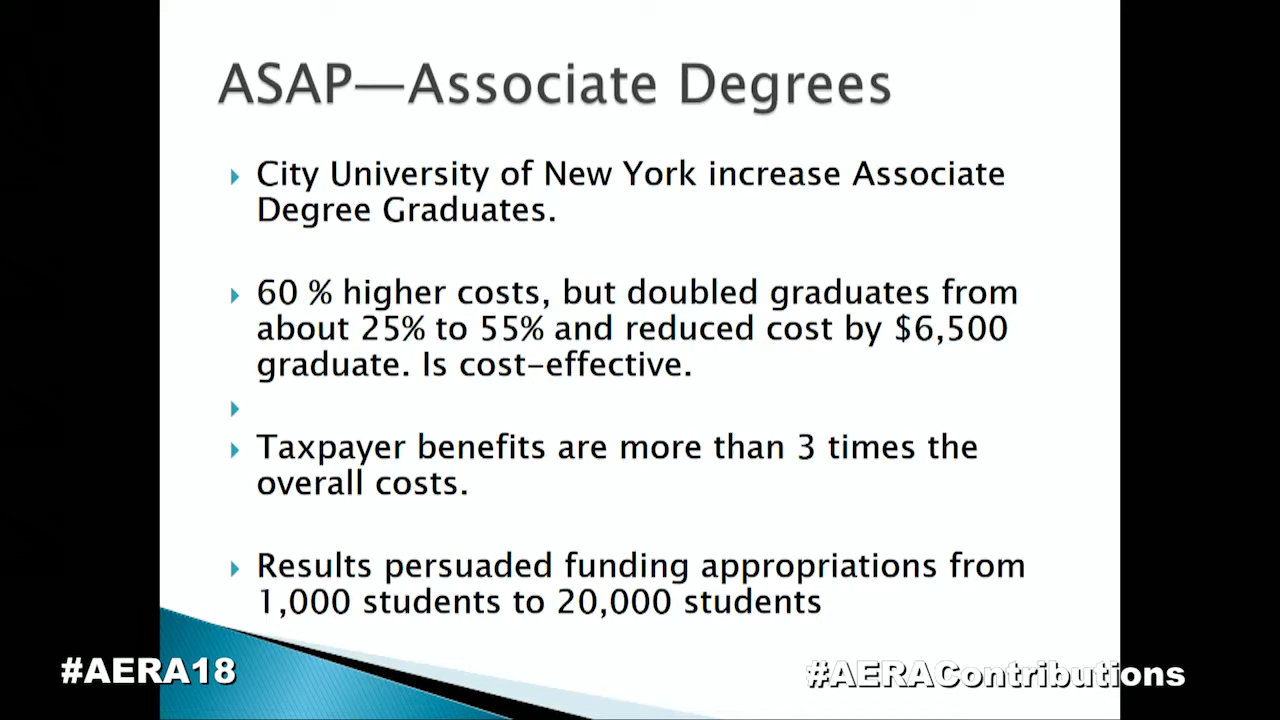 ASAP—Associate Degrees
City University of New York increase Associate
Degree Graduates.
60 % higher costs, but doubled graduates from
about 25% to 55% and reduced cost by $6,500
graduate. Is cost-effective.
Taxpayer benefits are more than 3 times the
overall costs.
Results persuaded funding appropriations from
1,000 students to 20,000 students
#AERA18
#AERAContributions